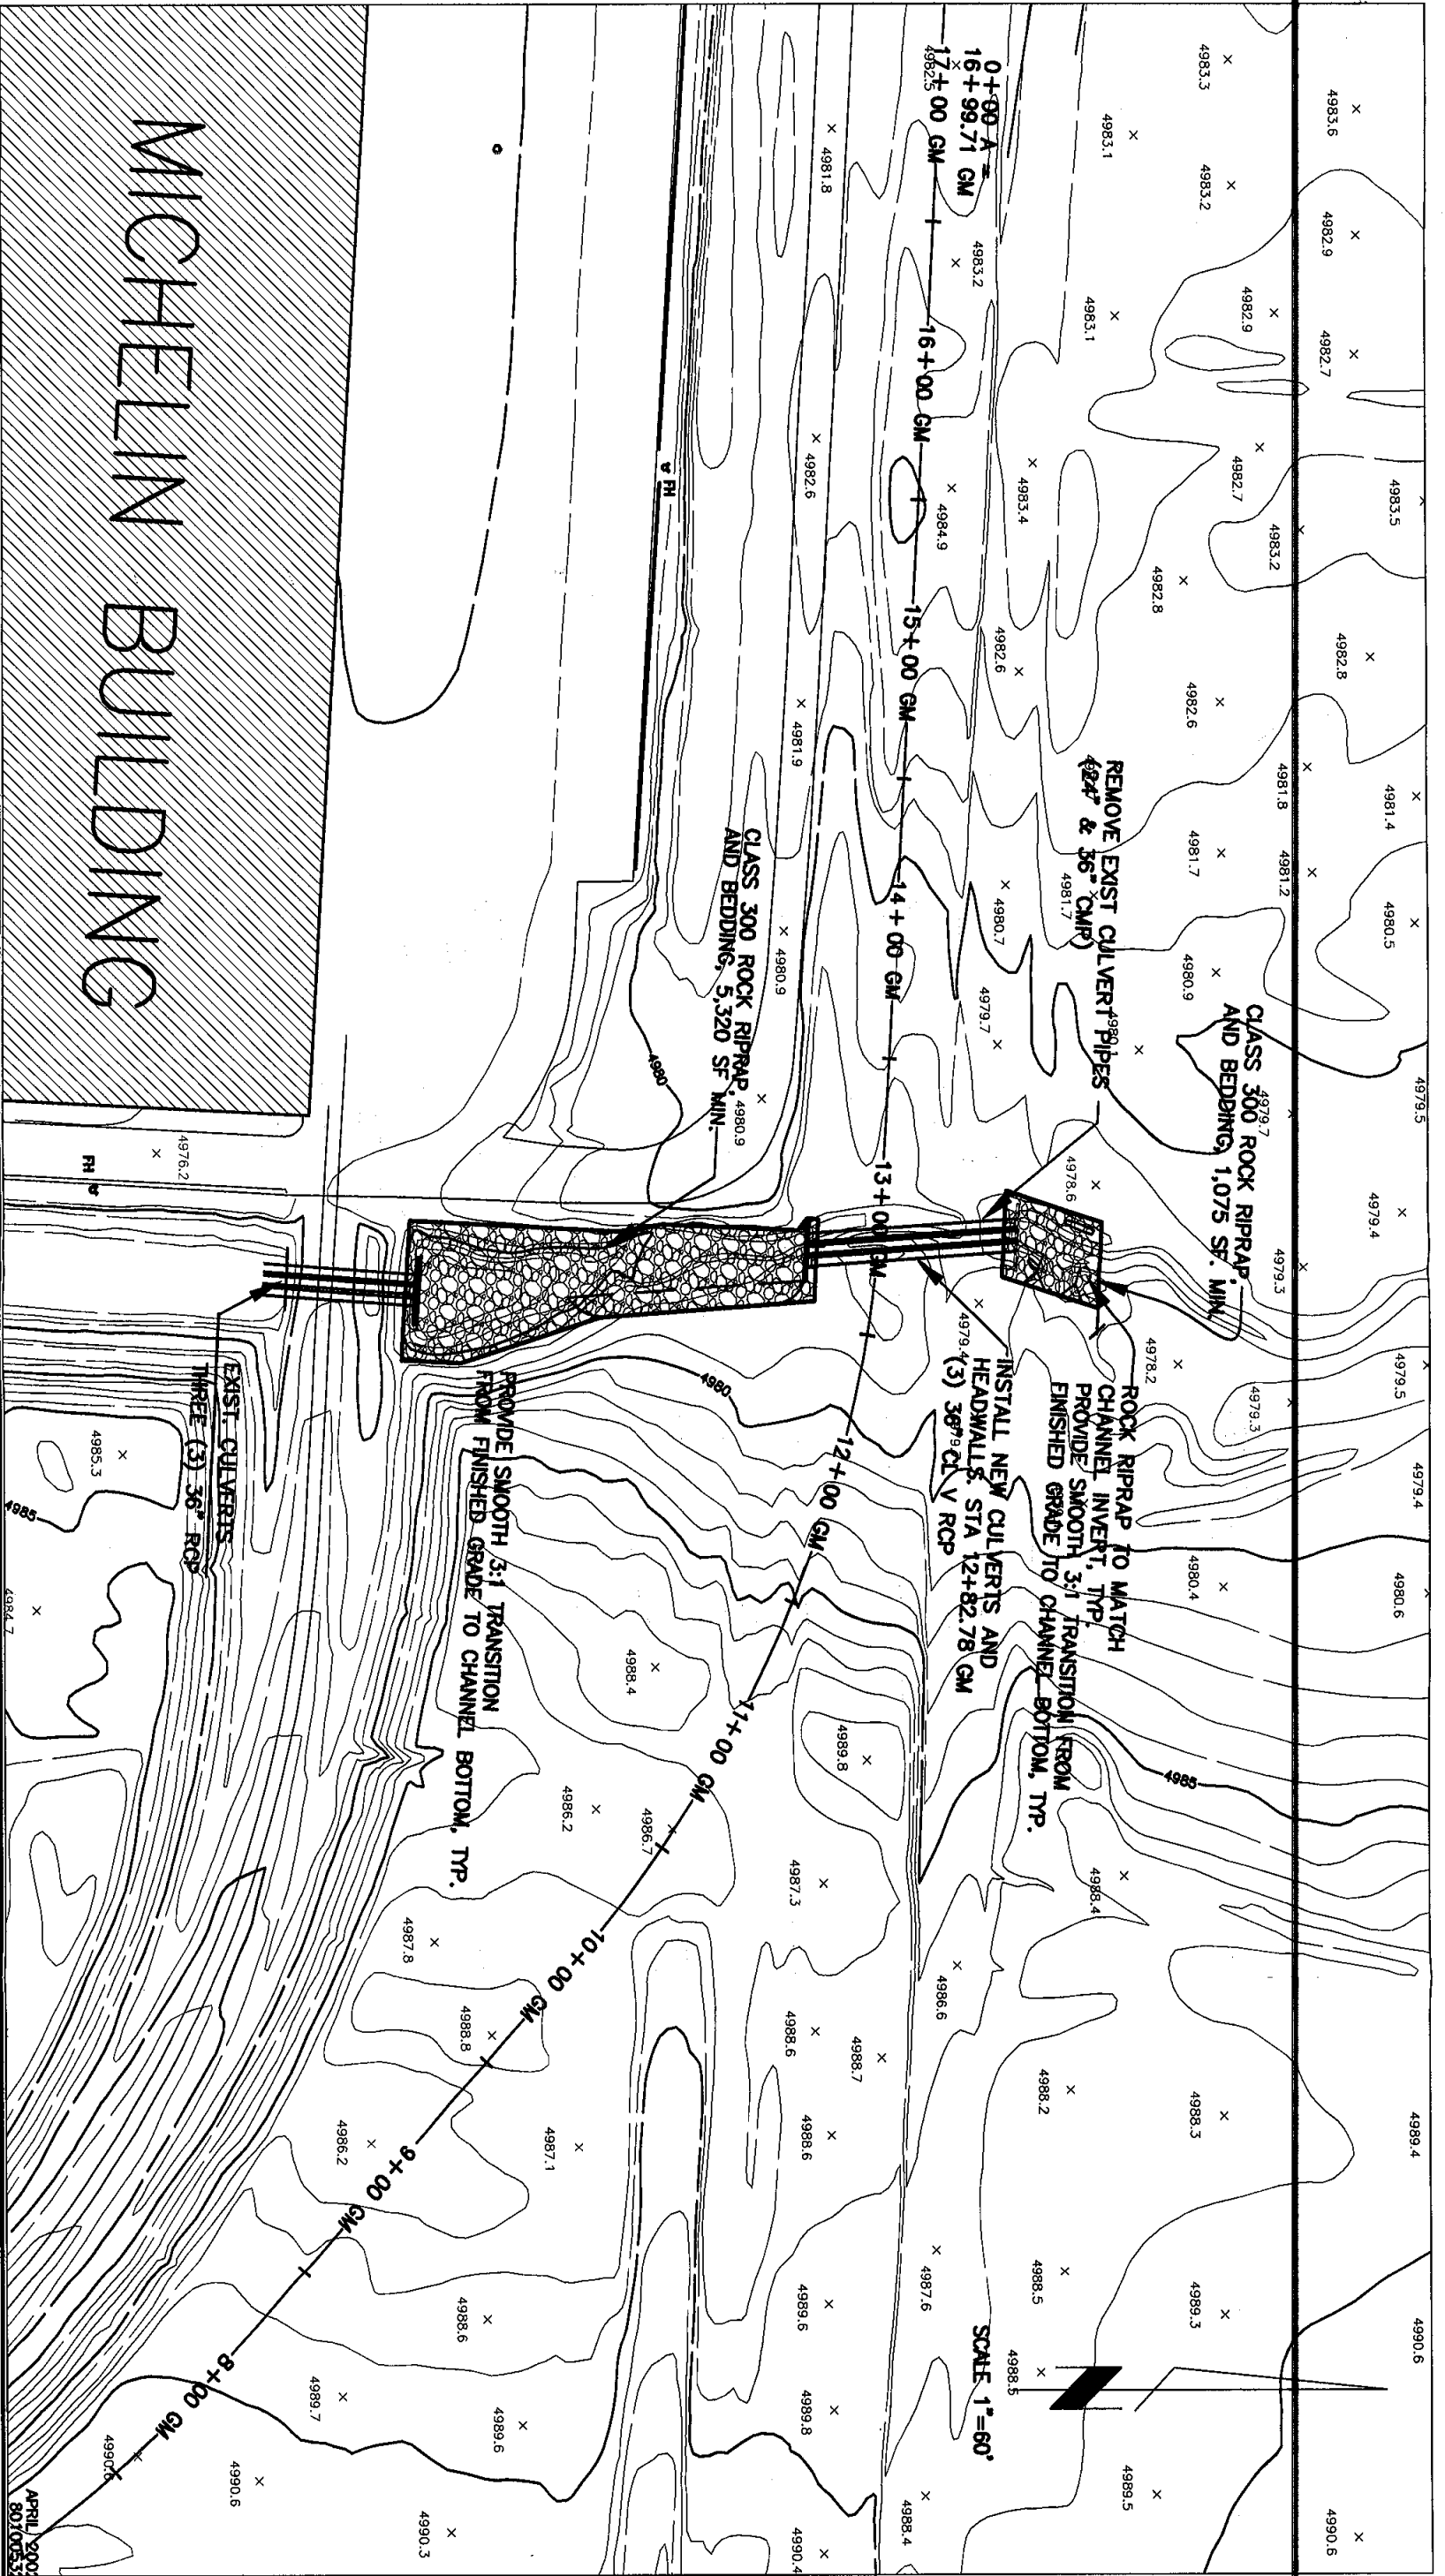 MICHELIN BUILDING
0+00 A =
16+99.71 GM
17+00 GM
4982.5
16+00 GM
15+00 GM
14+00 GM
13+00 GM
12+00 GM
11+00 GM
10+00 GM
9+00 GM
8+00 GM
REMOVE EXIST CULVERT PIPES
(24" & 36" CMP)
CLASS 300 ROCK RIPRAP,
AND BEDDING, 1,075 SF. MIN.
CLASS 300 ROCK RIPRAP,
AND BEDDING, 5,320 SF MIN.
ROCK RIPRAP TO MATCH
CHANNEL INVERT, TYP.
PROVIDE SMOOTH 3:1 TRANSITION FROM
FINISHED GRADE TO CHANNEL BOTTOM, TYP.
INSTALL NEW CULVERTS AND
HEADWALLS STA 12+82.78 GM
(3) 36" CL V RCP
PROVIDE SMOOTH 3:1 TRANSITION
FROM FINISHED GRADE TO CHANNEL BOTTOM, TYP.
EXIST. CULVERTS
THREE (3) 36" RCP
SCALE 1"=60'
FH
FH
4983.6
4982.9
4982.7
4983.5
4982.8
4981.4
4980.5
4979.5
4979.4
4979.5
4979.4
4980.6
4989.4
4990.6
4990.6
4983.3
4983.2
4982.9
4982.7
4983.2
4981.8
4981.2
4979.7
4979.3
4979.3
4980.4
4988.3
4989.3
4989.5
4983.1
4983.1
4982.8
4982.6
4981.7
4980.9
4980.1
4978.2
4988.4
4988.2
4988.5
4988.5
4983.2
4983.4
4982.6
4981.7
4980.7
4979.7
4978.6
4979.4
4985
4986.6
4987.6
4988.4
4984.9
4981.8
4982.6
4981.9
4980.9
4980.9
4980
4980
4989.8
4987.3
4988.6
4988.7
4988.6
4989.6
4989.8
4990.4
4988.4
4986.2
4986.7
4987.8
4988.8
4987.1
4986.2
4988.6
4989.6
4989.7
4990.3
4990.6
4990.6
4976.2
4985.3
4985
4984.7
APRIL, 200